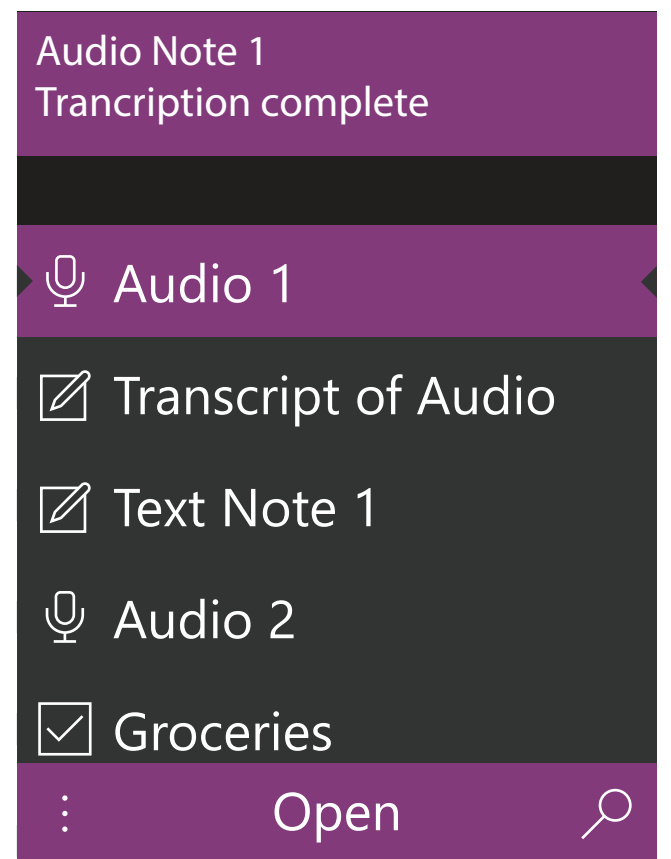 Audio Note 1
Trancription complete
Audio 1
Transcript of Audio
Text Note 1
Audio 2
Groceries
Open